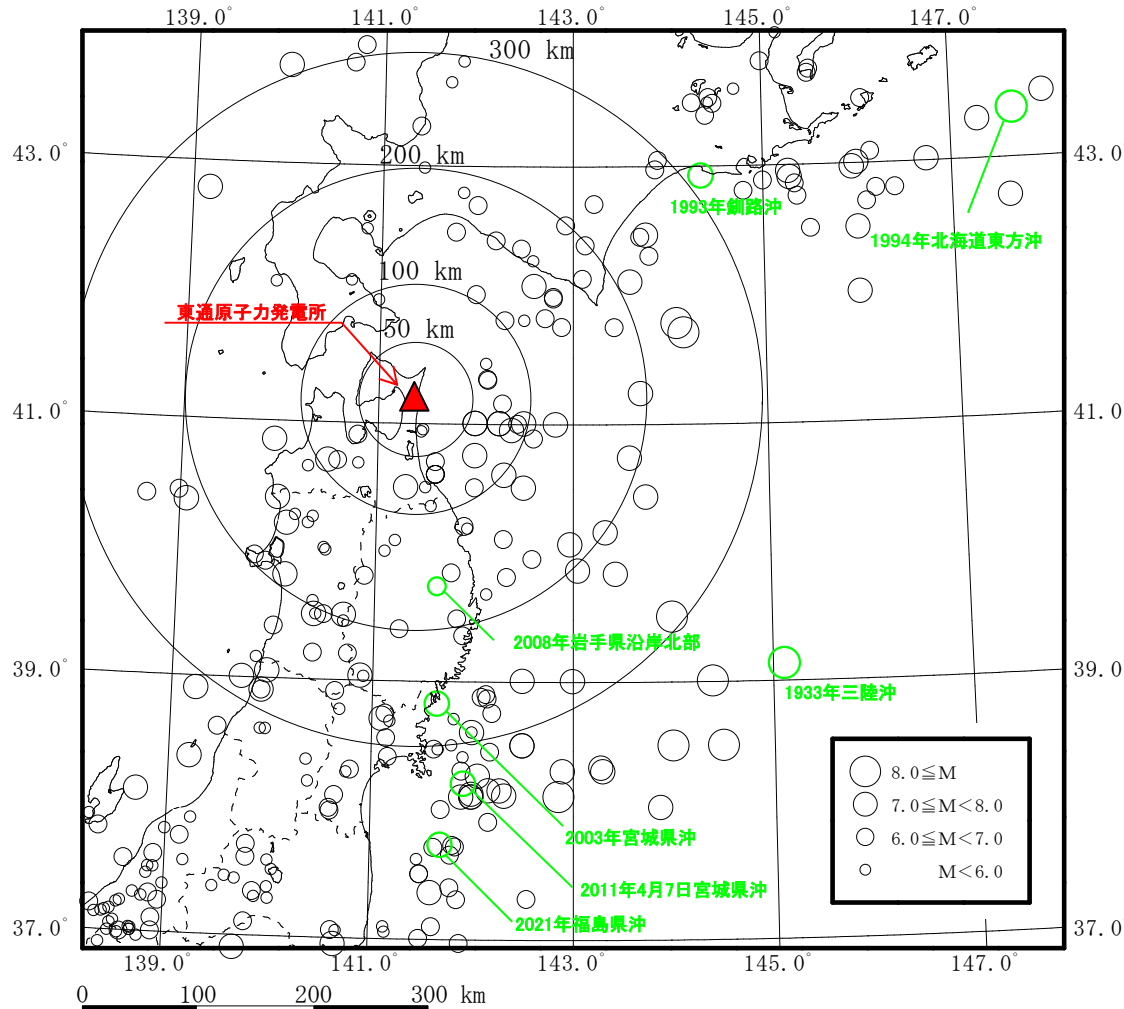 139.0°
141.0°
143.0°
145.0°
147.0°
300 km
200 km
100 km
50 km
43.0°
43.0°
1993年釧路沖
1994年北海道東方沖
東通原子力発電所
41.0°
41.0°
2008年岩手県沿岸北部
39.0°
39.0°
1933年三陸沖
8.0≦M
7.0≦M<8.0
6.0≦M<7.0
M<6.0
2003年宮城県沖
2011年4月7日宮城県沖
2021年福島県沖
37.0°
37.0°
139.0°
141.0°
143.0°
145.0°
147.0°
0 100 200 300 km